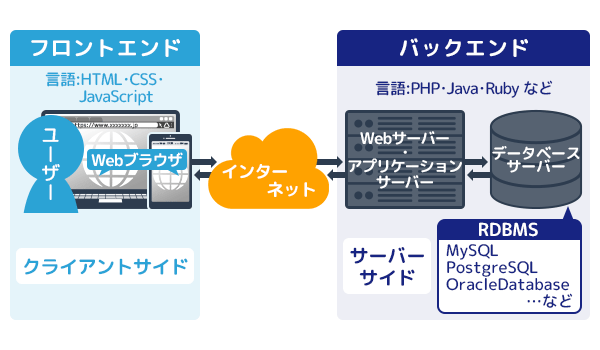 フロントエンド
言語:HTML・CSS・
JavaScript
https://www.xxxxxxx.jp
ユーザー
Webブラウザ
クライアントサイド
インター
ネット
バックエンド
言語:PHP・Java・Ruby など
Webサーバー
・
アプリケーション
サーバー
データベース
サーバー
サーバー
サイド
RDBMS
MySQL
PostgreSQL
OracleDatabase
…など